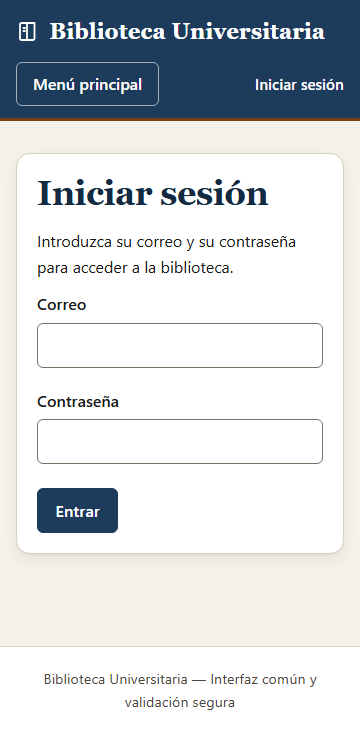 Biblioteca Universitaria
Menú principal
Iniciar sesión
Iniciar sesión
Introduzca su correo y su contraseña
para acceder a la biblioteca.
Correo
Contraseña
Entrar
Biblioteca Universitaria — Interfaz común y
validación segura